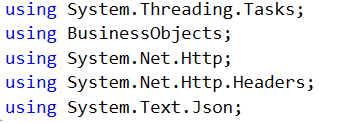 using System.Threading.Tasks;
using BusinessObjects;
using System.Net.Http;
using System.Net.Http.Headers;
using System.Text.Json;